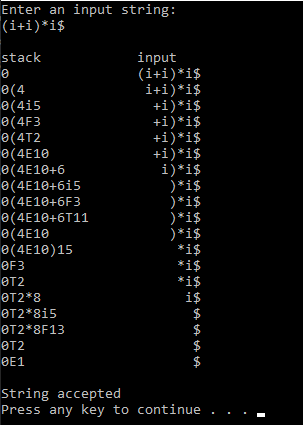 Enter an input string:
(i+i)*i$

stack            input
0                (i+i)*i$
0(4               i+i)*i$
0(4i5              +i)*i$
0(4F3              +i)*i$
0(4T2              +i)*i$
0(4E10             +i)*i$
0(4E10+6            i)*i$
0(4E10+6i5           )*i$
0(4E10+6F3           )*i$
0(4E10+6T11          )*i$
0(4E10               )*i$
0(4E10)15             *i$
0F3                   *i$
0T2                   *i$
0T2*8                  i$
0T2*8i5                 $
0T2*8F13                $
0T2                     $
0E1                     $

String accepted
Press any key to continue . . .